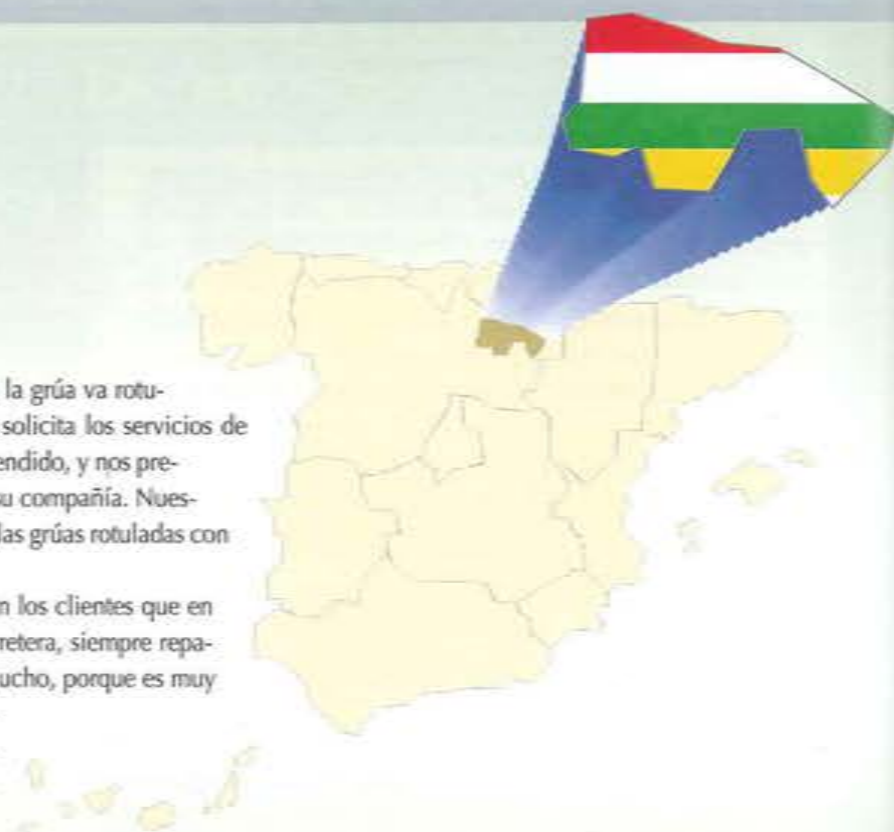 la grúa va rotu-
solicita los servicios de
endido, y nos pre-
su compañía. Nues-
las grúas rotuladas con
n los clientes que en
retera, siempre repa-
ucho, porque es muy